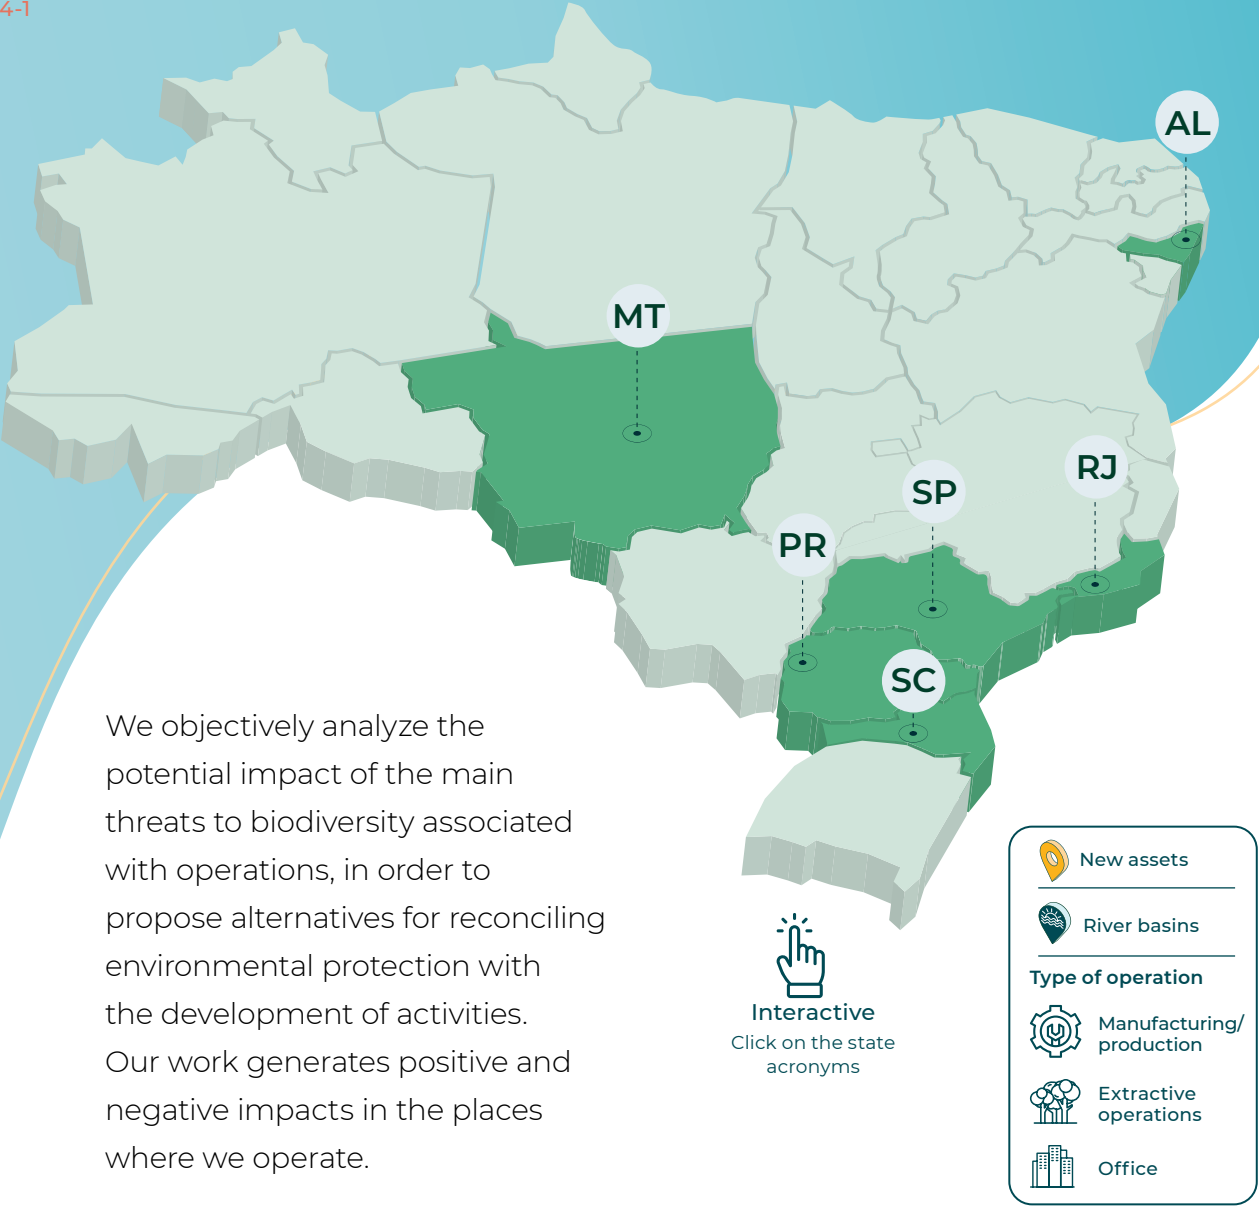 4-1
AL
MT
RJ
SP
PR
SC
We objectively analyze the
potential impact of the main
threats to biodiversity associated
with operations, in order to
propose alternatives for reconciling
environmental protection with
the development of activities.
Our work generates positive and
negative impacts in the places
where we operate.
Interactive
Click on the state
acronyms
New assets
River basins
Type of operation
Manufacturing/
production
Extractive
operations
Office